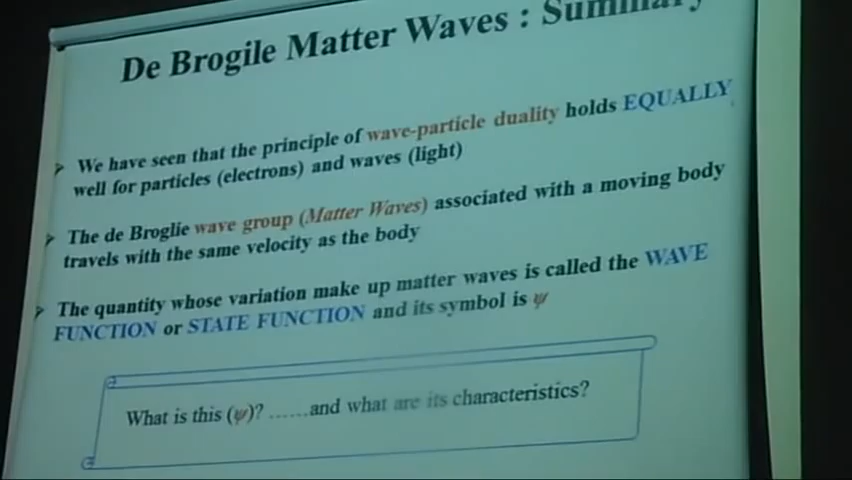 De Brogile Matter Waves : Summary
➢ We have seen that the principle of wave-particle duality holds EQUALLY
well for particles (electrons) and waves (light)
➢ The de Broglie wave group (Matter Waves) associated with a moving body
travels with the same velocity as the body
➢ The quantity whose variation make up matter waves is called the WAVE
FUNCTION or STATE FUNCTION and its symbol is ψ
What is this (ψ)? ......and what are its characteristics?